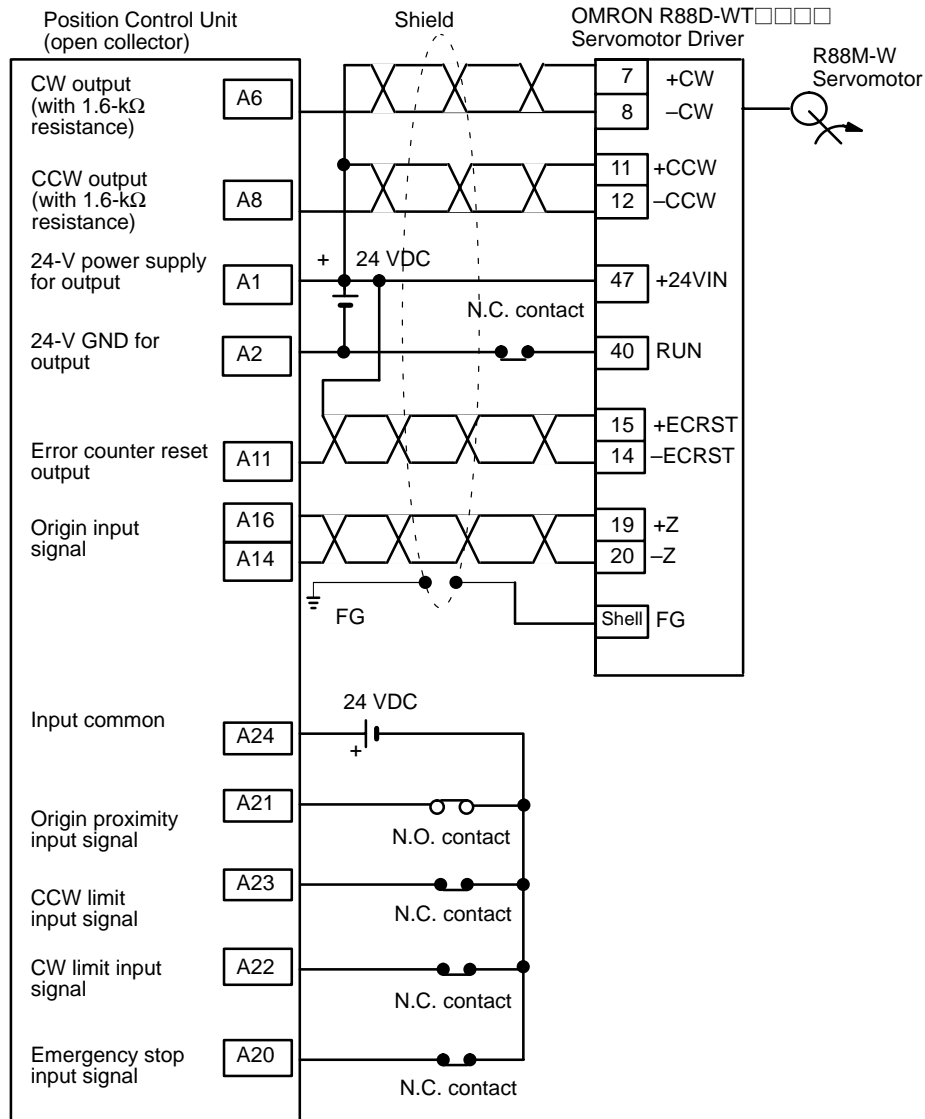 Position Control Unit
(open collector)
Shield
OMRON R88D-WT□□□□
Servomotor Driver
R88M-W
Servomotor
CW output
(with 1.6-kΩ
resistance)
A6
7
+CW
8
–CW
CCW output
(with 1.6-kΩ
resistance)
A8
11
+CCW
12
–CCW
24-V power supply
for output
A1
+
24 VDC
47
+24VIN
N.C. contact
24-V GND for
output
A2
40
RUN
Error counter reset
output
A11
15
+ECRST
14
–ECRST
Origin input
signal
A16
A14
19
+Z
20
–Z
FG
Shell
FG
Input common
A24
24 VDC
+
Origin proximity
input signal
A21
N.O. contact
CCW limit
input signal
A23
N.C. contact
CW limit input
signal
A22
N.C. contact
Emergency stop
input signal
A20
N.C. contact